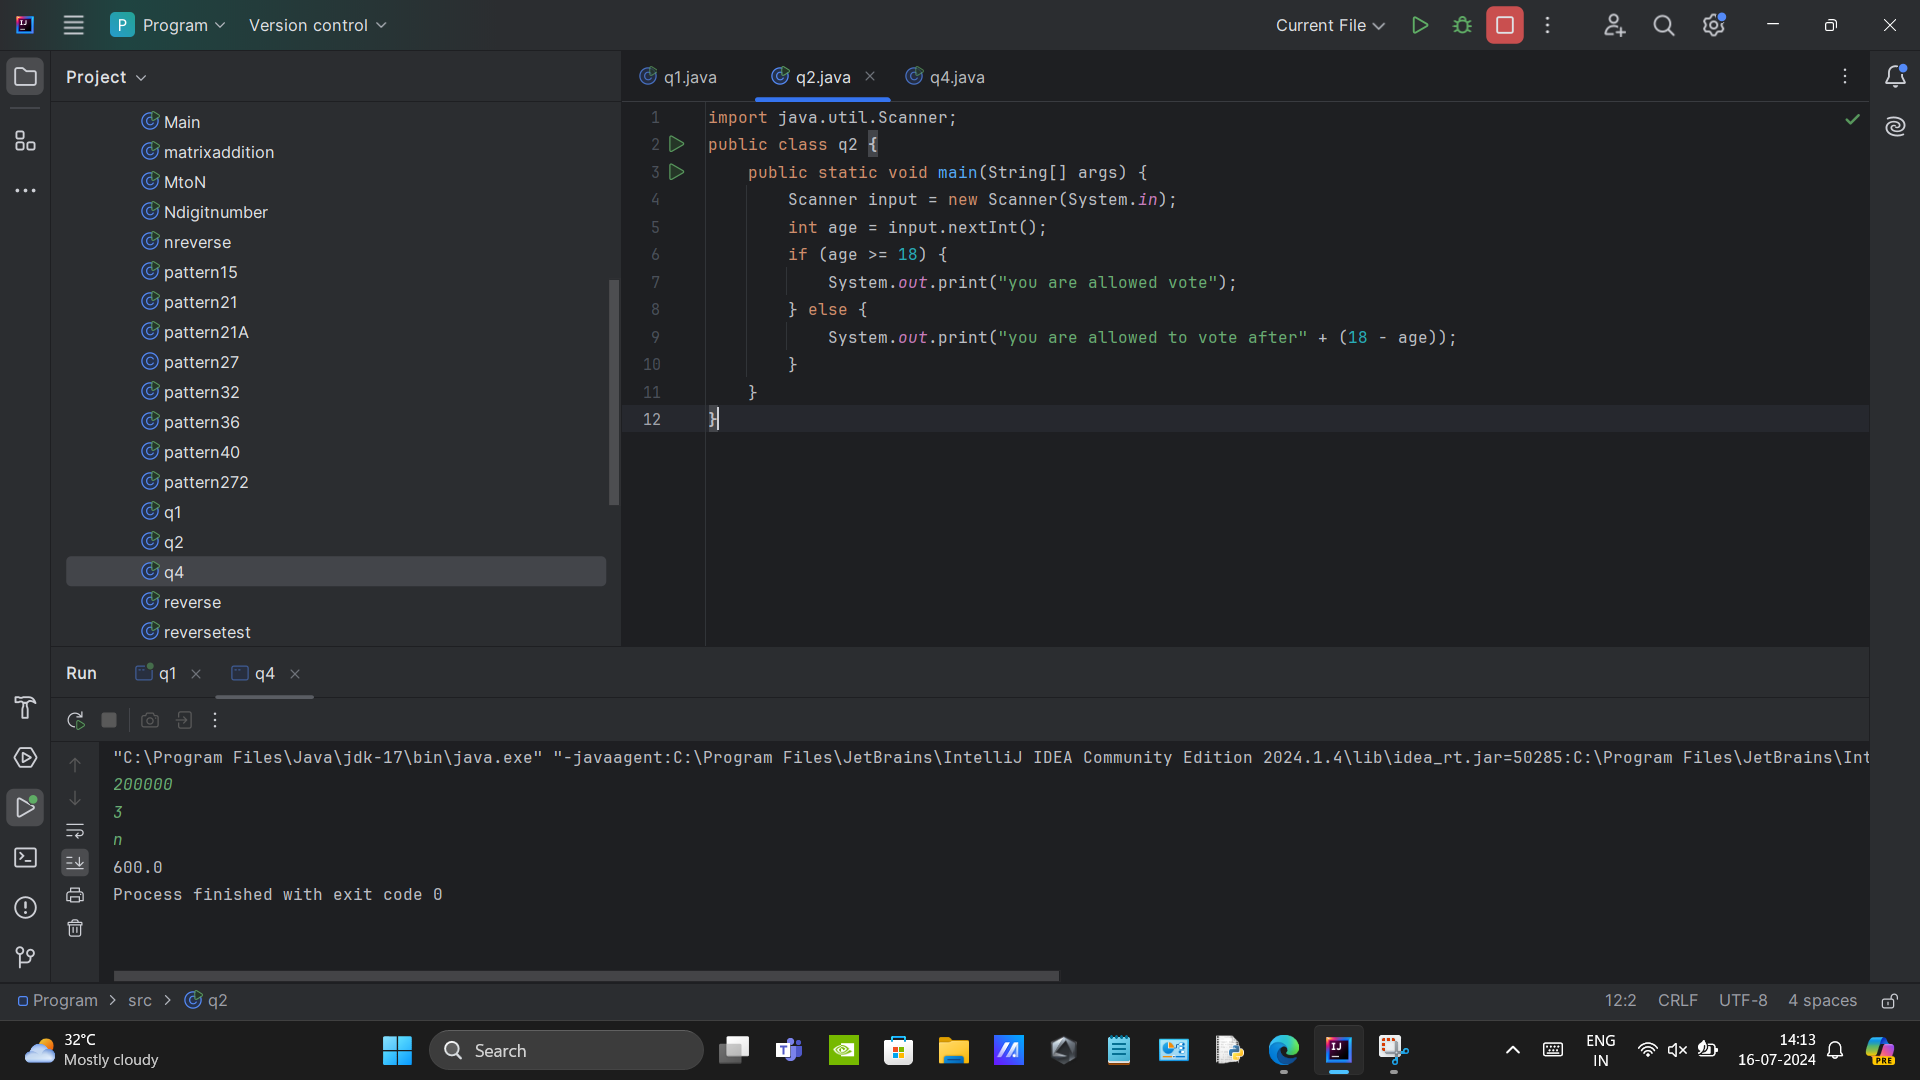 P Program Version control Current File
Project
q1.java q2.java q4.java
Main
matrixaddition
MtoN
Ndigitnumber
nreverse
pattern15
pattern21
pattern21A
pattern27
pattern32
pattern36
pattern40
pattern272
q1
q2
q4
reverse
reversetest
1 import java.util.Scanner;
2 public class q2 {
3 public static void main(String[] args) {
4 Scanner input = new Scanner(System.in);
5 int age = input.nextInt();
6 if (age >= 18) {
7 System.out.print("you are allowed vote");
8 } else {
9 System.out.print("you are allowed to vote after" + (18 - age));
10 }
11 }
12 }
Run q1 q4
"C:\Program Files\Java\jdk-17\bin\java.exe" "-javaagent:C:\Program Files\JetBrains\IntelliJ IDEA Community Edition 2024.1.4\lib\idea_rt.jar=50285:C:\Program Files\JetBrains\Int
200000
3
n
600.0
Process finished with exit code 0
Program > src > q2 12:2 CRLF UTF-8 4 spaces
32°C
Mostly cloudy
Search
ENG
IN
14:13
16-07-2024
PRE